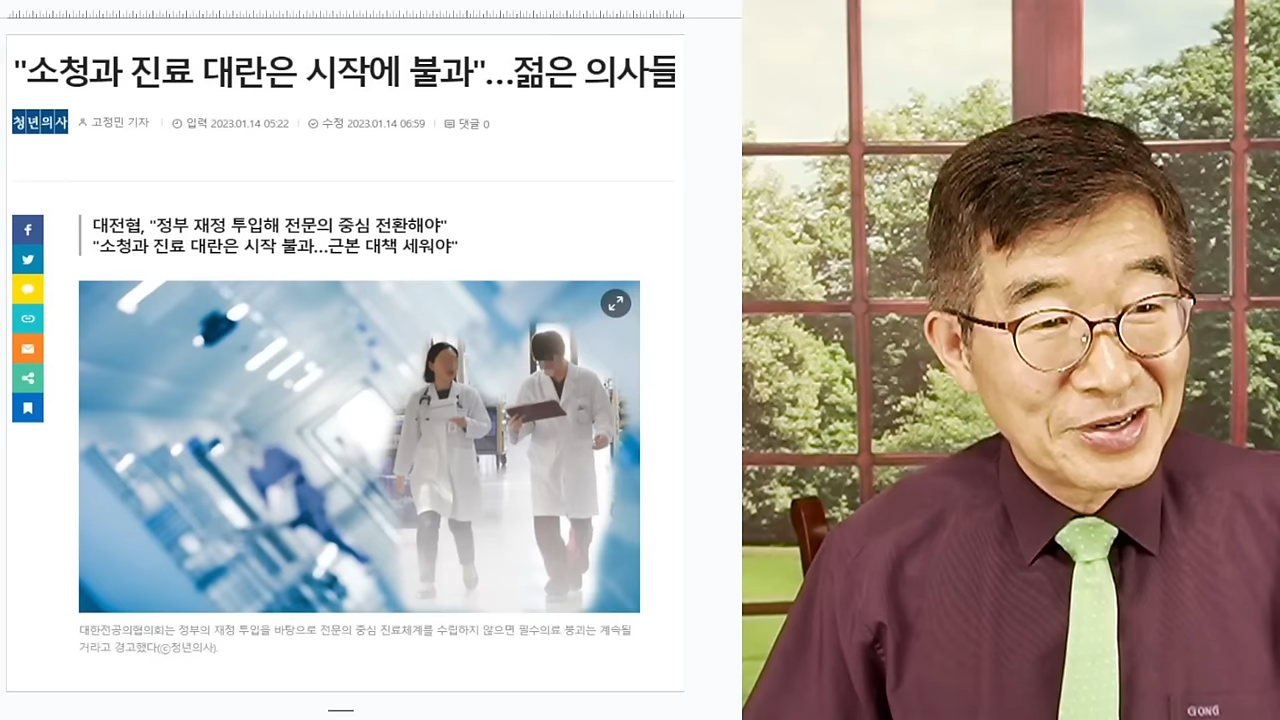 "소청과 진료 대란은 시작에 불과"…젊은 의사들
청년의사 고정민 기자 입력 2023.01.14 05:22 수정 2023.01.14 06:59 댓글 0
대전협, "정부 재정 투입해 전문의 중심 전환해야"
"소청과 진료 대란은 시작 불과…근본 대책 세워야"
대한전공의협의회는 정부의 재정 투입을 바탕으로 전문의 중심 진료체계를 수립하지 않으면 필수의료 붕괴는 계속될
거라고 경고했다(ⓒ청년의사).
GONG